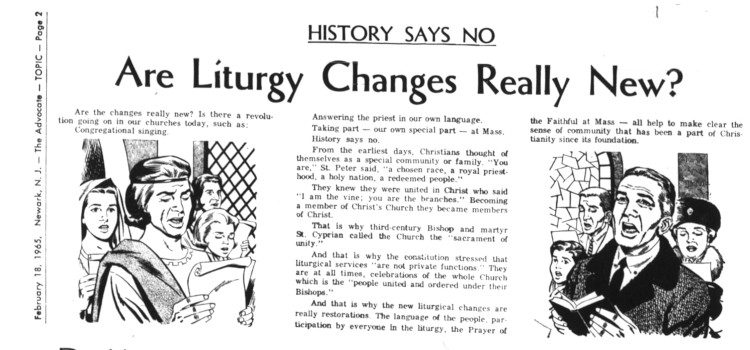 February 18, 1965, Newark, N. J. — The Advocate — TOPIC — Page 2
HISTORY SAYS NO
Are Liturgy Changes Really New?
Are the changes really new? Is there a revolu-
tion going on in our churches today, such as:
Congregational singing.
Answering the priest in our own language.
Taking part — our own special part — at Mass.
History says no.
From the earliest days, Christians thought of
themselves as a special community or family. "You
are," St. Peter said, "a chosen race, a royal priest-
hood, a holy nation, a redeemed people."
They knew they were united in Christ who said
"I am the vine; you are the branches." Becoming
a member of Christ's Church they became members
of Christ.
That is why third-century Bishop and martyr
St. Cyprian called the Church the "sacrament of
unity."
And that is why the constitution stressed that
liturgical services "are not private functions." They
are at all times, celebrations of the whole Church
which is the "people united and ordered under their
Bishops."
And that is why the new liturgical changes are
really restorations. The language of the people, par-
ticipation by everyone in the liturgy, the Prayer of
the Faithful at Mass — all help to make clear the
sense of community that has been a part of Chris-
tianity since its foundation.